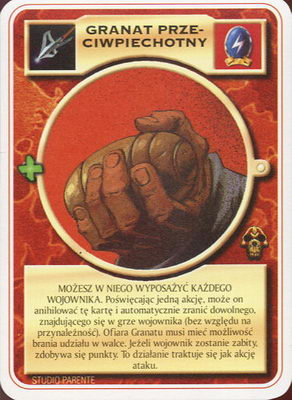 GRANAT PRZE-
CIWPIECHOTNY
MOŻESZ W NIEGO WYPOSAŻYĆ KAŻDEGO
WOJOWNIKA. Poświęcając jedną akcję, może on
anihilować tę kartę i automatycznie zranić dowolnego,
znajdującego się w grze wojownika (bez względu na
przynależność). Ofiara Granatu musi mieć możliwość
brania udziału w walce. Jeżeli wojownik zostanie zabity,
zdobywa się punkty. To działanie traktuje się jak akcję
ataku.
STUDIO PARENTE